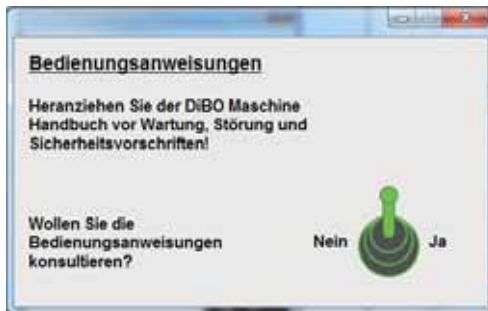 Bedienungsanweisungen
Heranziehen Sie der DiBO Maschine
Handbuch vor Wartung, Störung und
Sicherheitsvorschriften!
Wollen Sie die
Bedienungsanweisungen
konsultieren?
Nein Ja